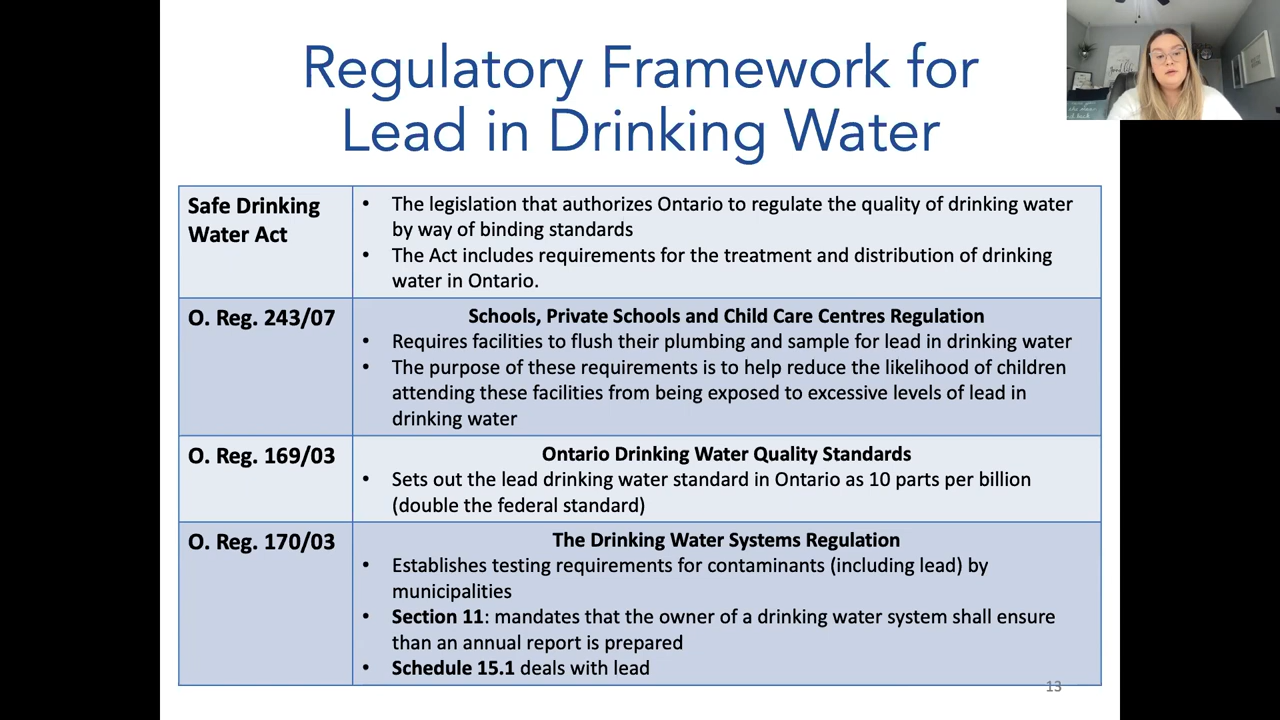 Regulatory Framework for
Lead in Drinking Water
Safe Drinking
Water Act
• The legislation that authorizes Ontario to regulate the quality of drinking water
by way of binding standards
• The Act includes requirements for the treatment and distribution of drinking
water in Ontario.
O. Reg. 243/07
Schools, Private Schools and Child Care Centres Regulation
• Requires facilities to flush their plumbing and sample for lead in drinking water
• The purpose of these requirements is to help reduce the likelihood of children
attending these facilities from being exposed to excessive levels of lead in
drinking water
O. Reg. 169/03
Ontario Drinking Water Quality Standards
• Sets out the lead drinking water standard in Ontario as 10 parts per billion
(double the federal standard)
O. Reg. 170/03
The Drinking Water Systems Regulation
• Establishes testing requirements for contaminants (including lead) by
municipalities
• Section 11: mandates that the owner of a drinking water system shall ensure
than an annual report is prepared
• Schedule 15.1 deals with lead
13